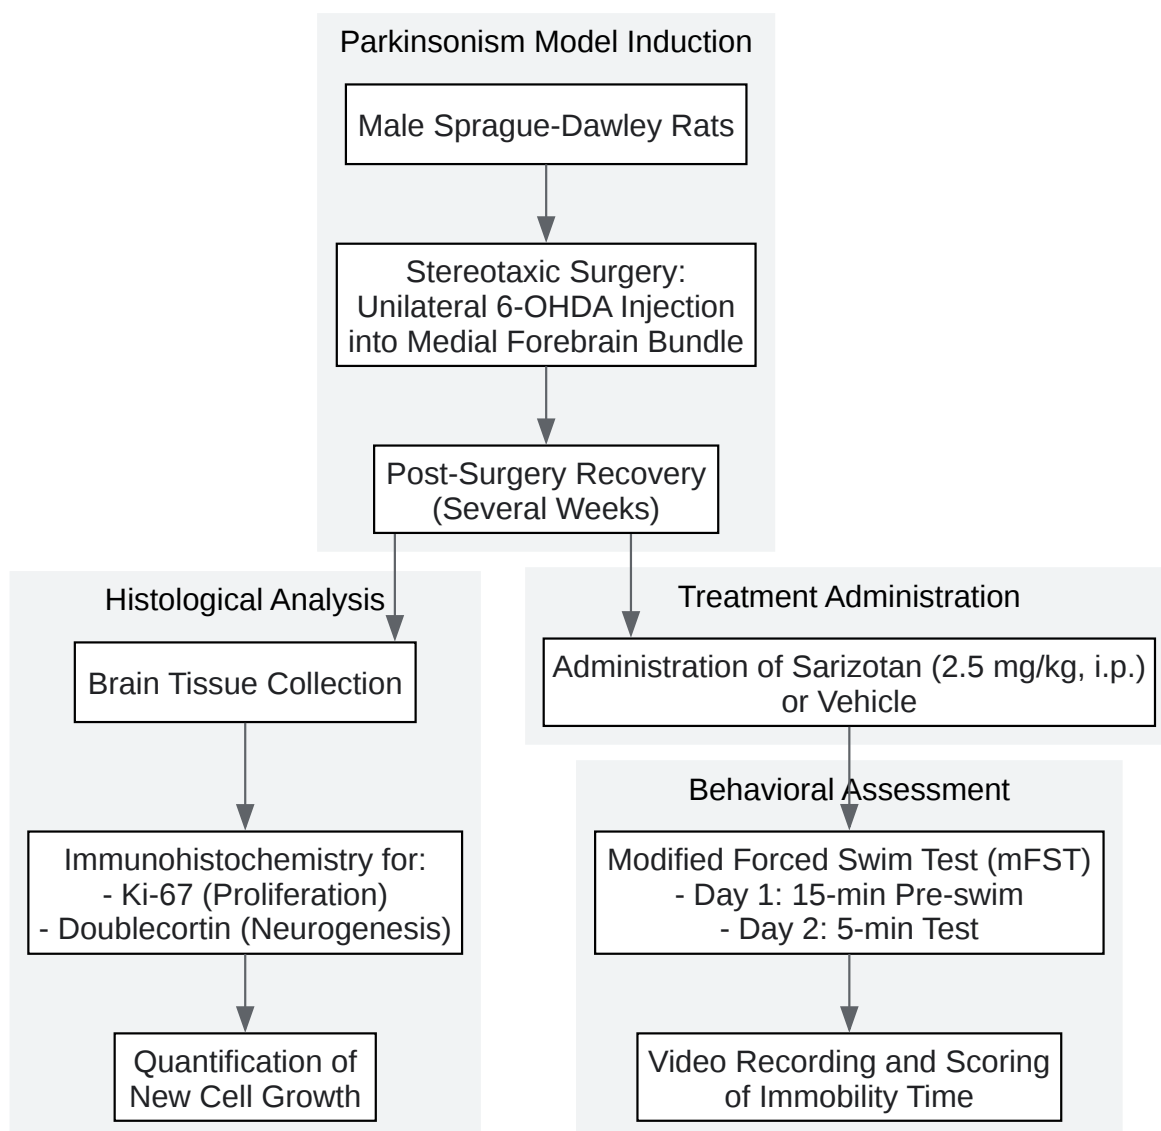 Parkinsonism Model Induction
Male Sprague-Dawley Rats
Stereotaxic Surgery:
Unilateral 6-OHDA Injection
into Medial Forebrain Bundle
Post-Surgery Recovery
(Several Weeks)
Histological Analysis
Brain Tissue Collection
Immunohistochemistry for:
- Ki-67 (Proliferation)
- Doublecortin (Neurogenesis)
Quantification of
New Cell Growth
Treatment Administration
Administration of Sarizotan (2.5 mg/kg, i.p.)
or Vehicle
Behavioral Assessment
Modified Forced Swim Test (mFST)
- Day 1: 15-min Pre-swim
- Day 2: 5-min Test
Video Recording and Scoring
of Immobility Time